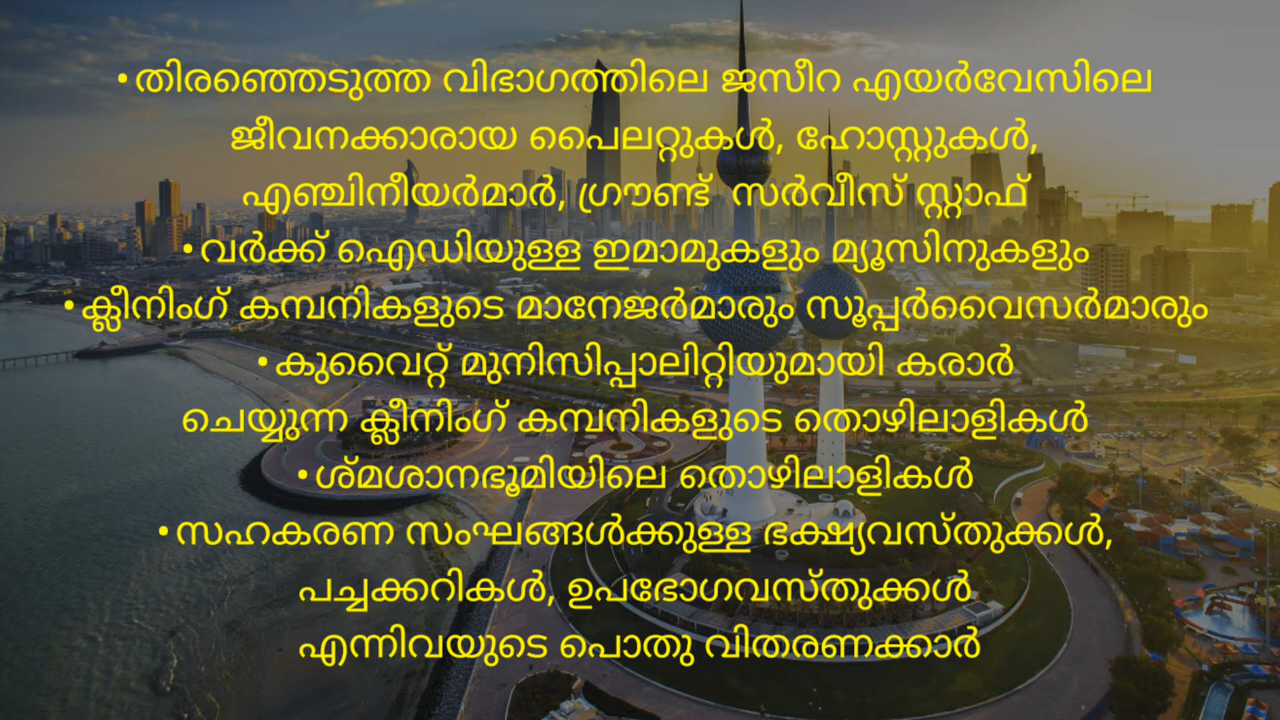 •തിരഞ്ഞെടുത്ത വിഭാഗത്തിലെ ജസീറ എയർവേസിലെ
ജീവനക്കാരായ പൈലറ്റുകൾ, ഹോസ്റ്റുകൾ,
എഞ്ചിനീയർമാർ, ഗ്രൗണ്ട് സർവീസ് സ്റ്റാഫ്
•വർക്ക് ഐഡിയുള്ള ഇമാമുകളും മ്യൂസിനുകളും
•ക്ലീനിംഗ് കമ്പനികളുടെ മാനേജർമാരും സൂപ്പർവൈസർമാരും
•കുവൈറ്റ് മുനിസിപ്പാലിറ്റിയുമായി കരാർ
ചെയ്യുന്ന ക്ലീനിംഗ് കമ്പനികളുടെ തൊഴിലാളികൾ
•ശ്മശാനഭൂമിയിലെ തൊഴിലാളികൾ
•സഹകരണ സംഘങ്ങൾക്കുള്ള ഭക്ഷ്യവസ്തുക്കൾ,
പച്ചക്കറികൾ, ഉപഭോഗവസ്തുക്കൾ
എന്നിവയുടെ പൊതു വിതരണക്കാർ